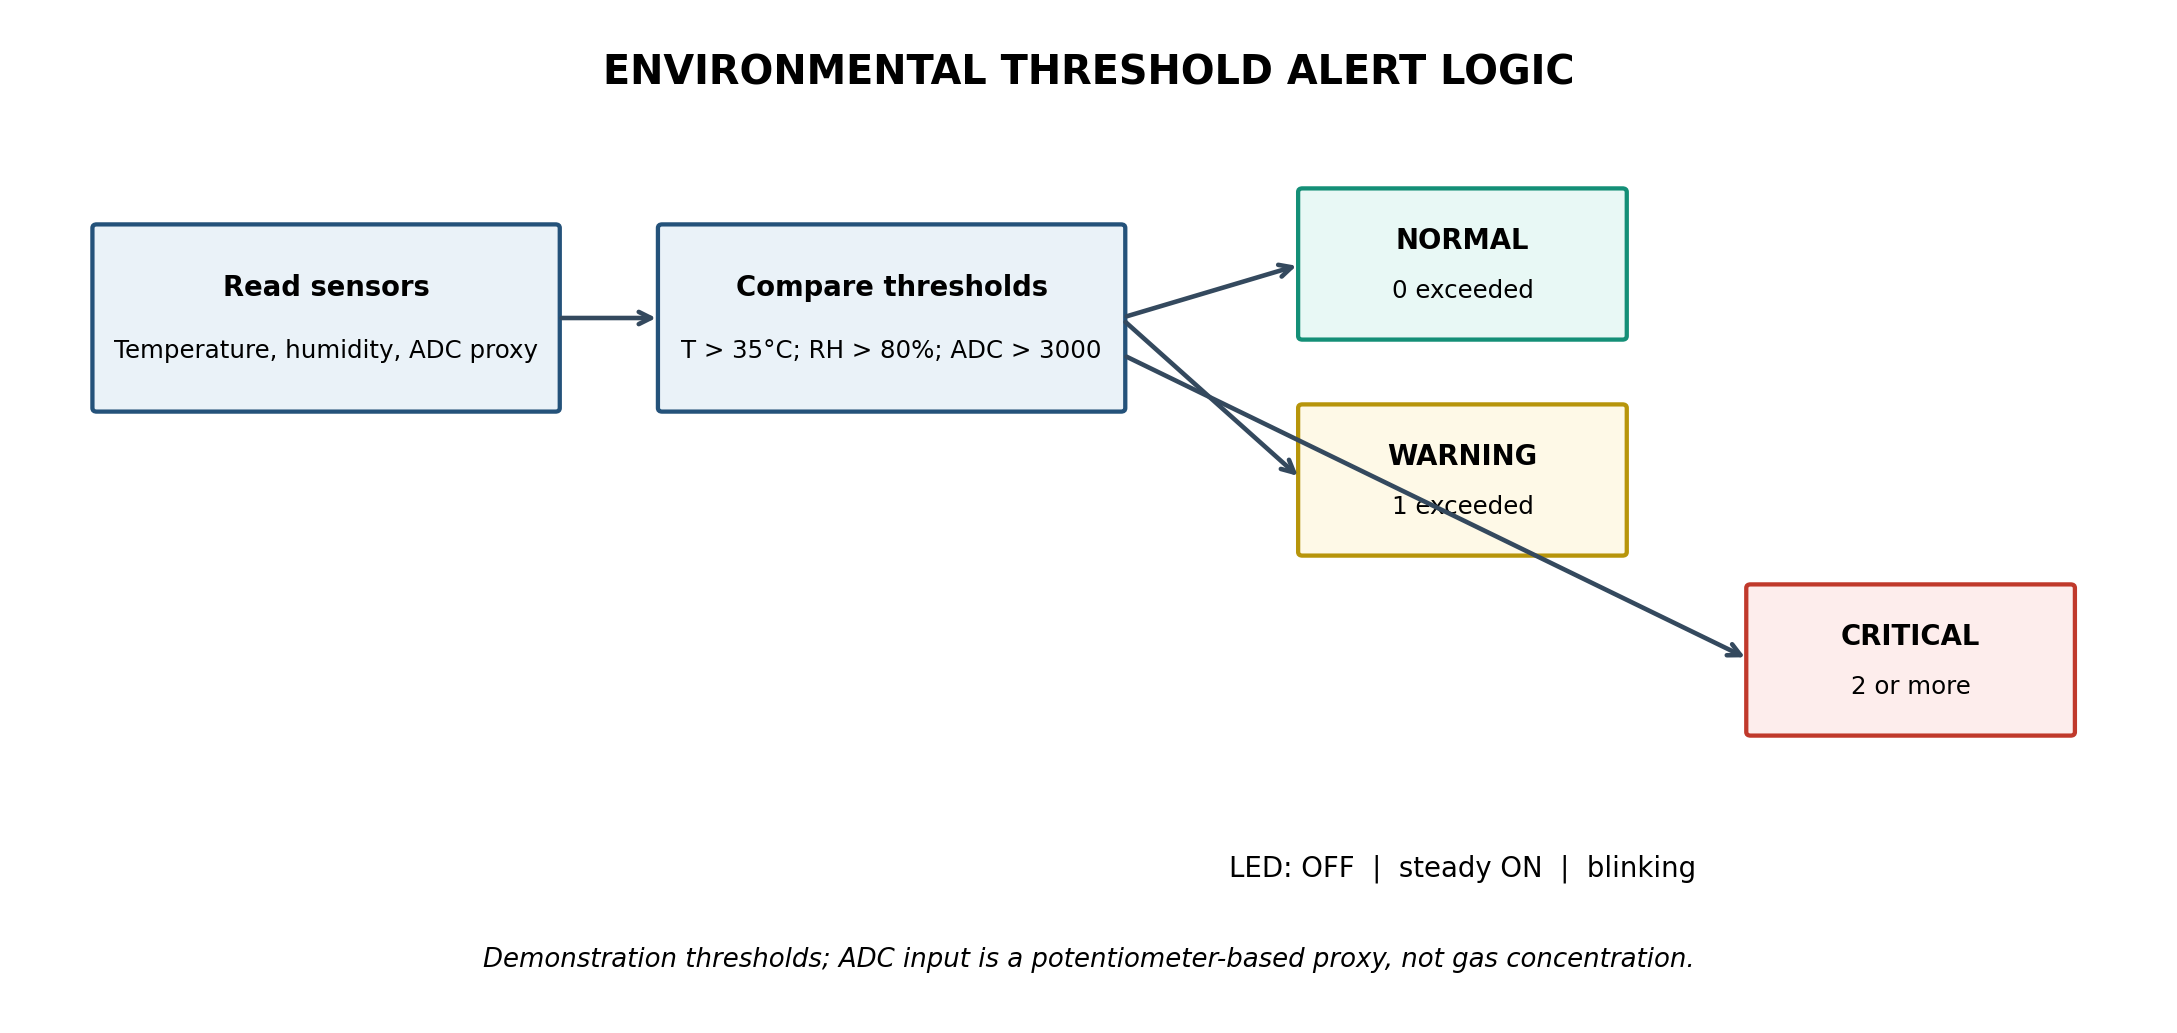 ENVIRONMENTAL THRESHOLD ALERT LOGIC
Read sensors
Temperature, humidity, ADC proxy
Compare thresholds
T > 35°C; RH > 80%; ADC > 3000
NORMAL
0 exceeded
WARNING
1 exceeded
CRITICAL
2 or more
LED: OFF | steady ON | blinking
Demonstration thresholds; ADC input is a potentiometer-based proxy, not gas concentration.